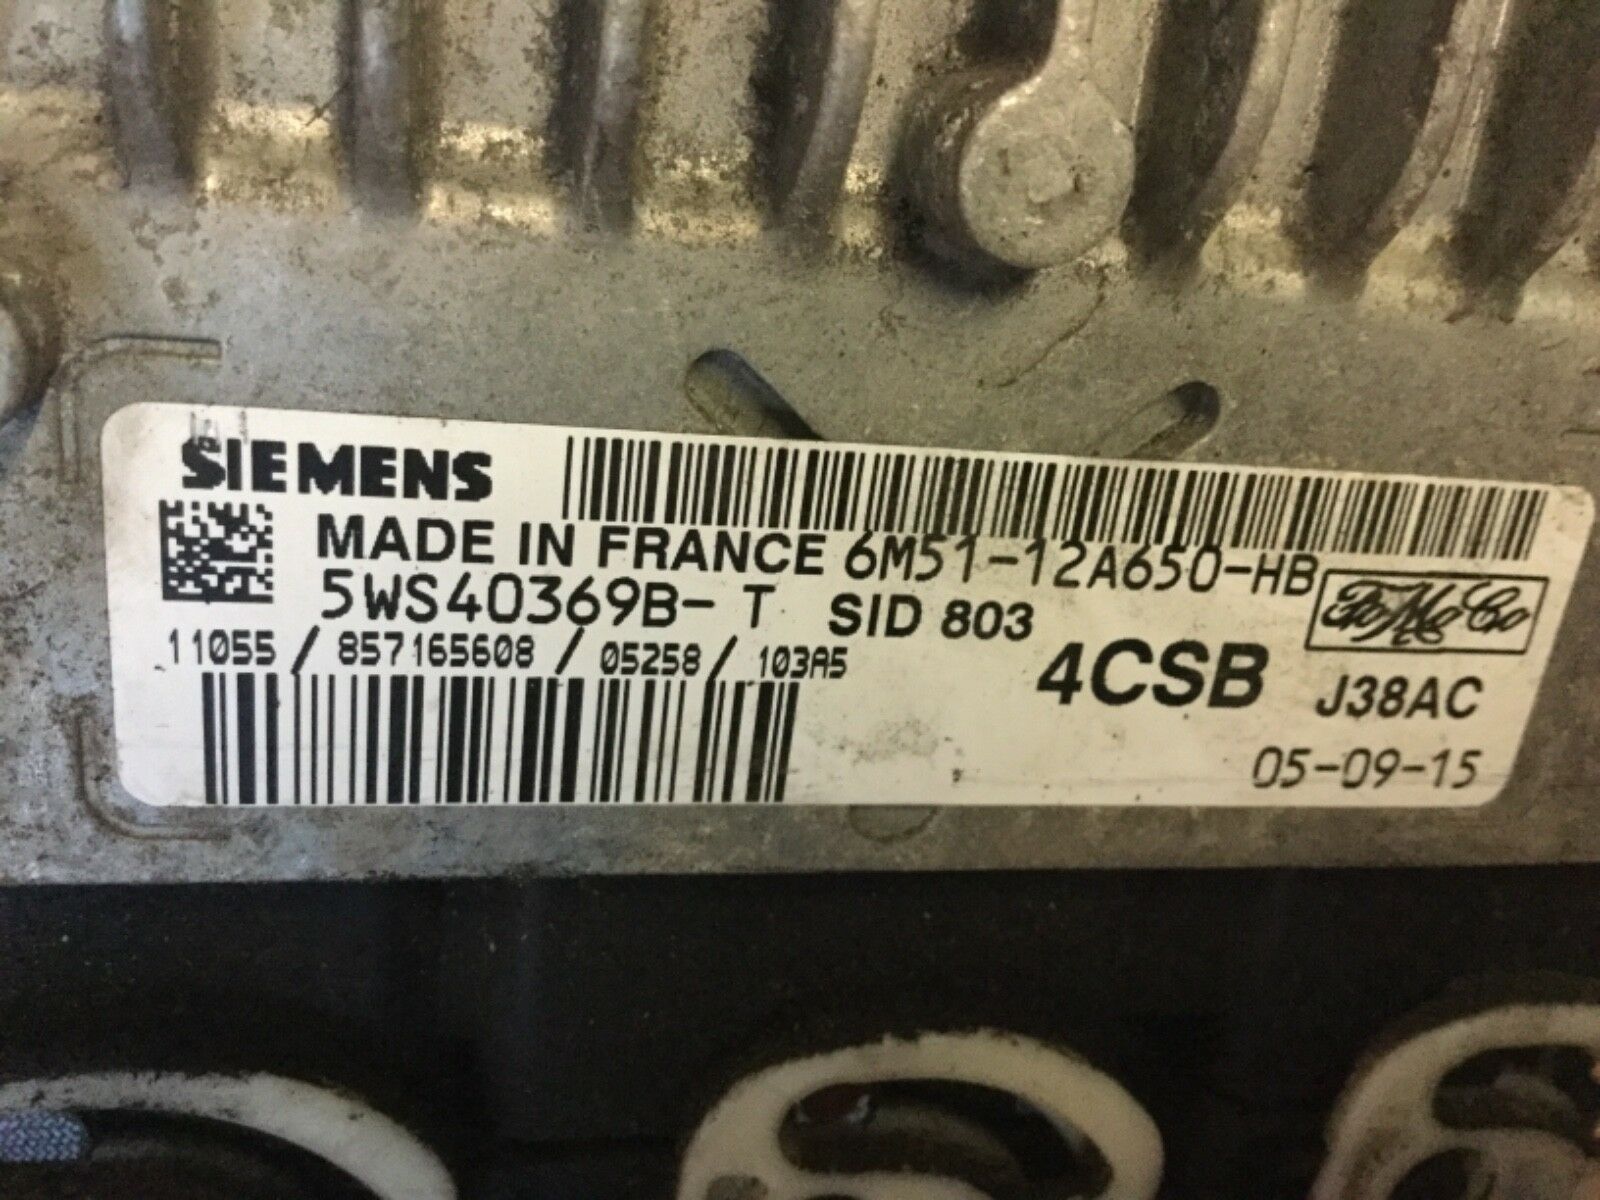 SIEMENS
MADE IN FRANCE 6M51-12A650-HB
5WS40369B-T SID 803
FoMoCo
11055 / 857165608 / 05258 / 103A5
4CSB J38AC
05-09-15